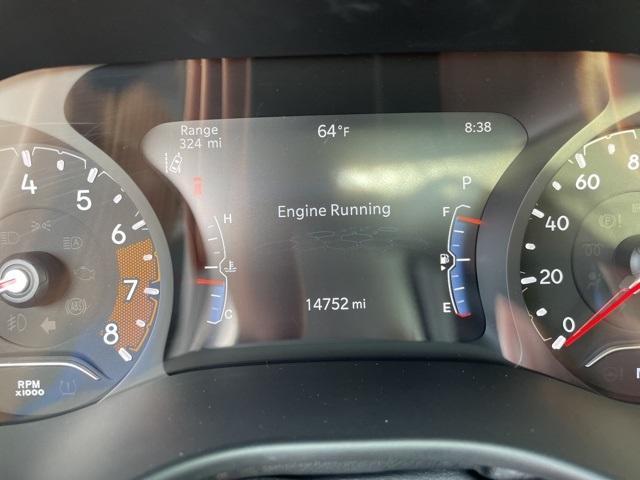 Range
324 mi
64°F
8:38
P
Engine Running
H
C
F
E
14752 mi
4
5
6
7
8
RPM
x1000
60
40
20
0